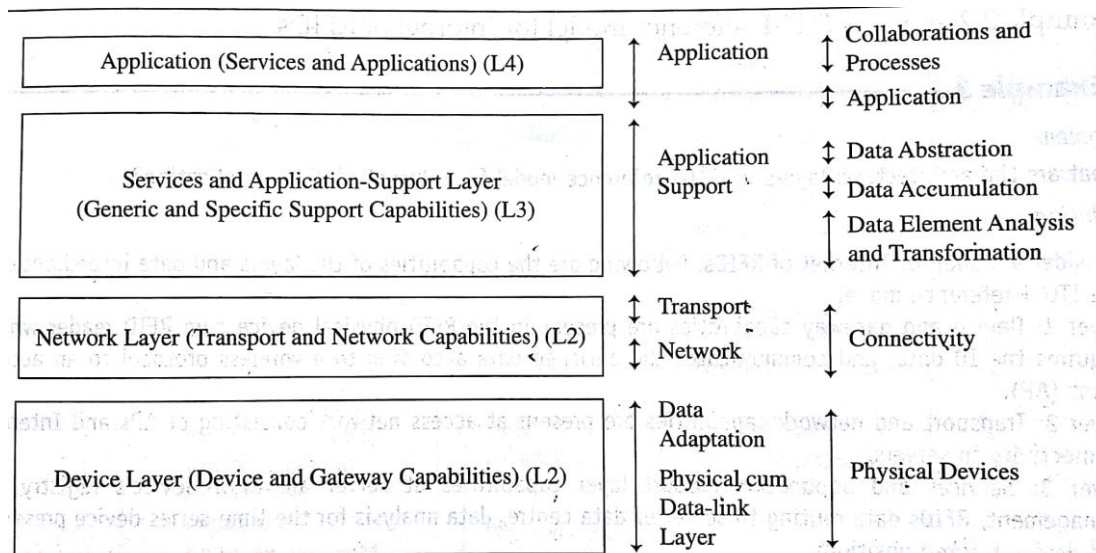 Application (Services and Applications) (L4)
Application
Collaborations and
Processes
Application
Services and Application-Support Layer
(Generic and Specific Support Capabilities) (L3)
Application
Support
Data Abstraction
Data Accumulation
Data Element Analysis
and Transformation
Network Layer (Transport and Network Capabilities) (L2)
Transport
Network
Connectivity
Device Layer (Device and Gateway Capabilities) (L2)
Data
Adaptation
Physical cum
Data-link
Layer
Physical Devices